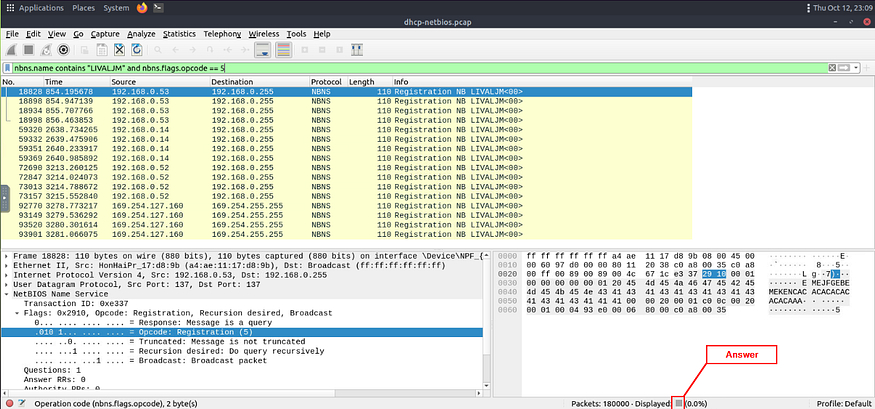 Applications Places System Thu Oct 12, 23:09
dhcp-netbios.pcap
File Edit View Go Capture Analyze Statistics Telephony Wireless Tools Help
nbns.name contains "LIVALJM" and nbns.flags.opcode == 5
No. Time Source Destination Protocol Length Info
18828 854.195678 192.168.0.53 192.168.0.255 NBNS 110 Registration NB LIVALJM<00>
18898 854.947139 192.168.0.53 192.168.0.255 NBNS 110 Registration NB LIVALJM<00>
18934 855.707766 192.168.0.53 192.168.0.255 NBNS 110 Registration NB LIVALJM<00>
18998 856.463853 192.168.0.53 192.168.0.255 NBNS 110 Registration NB LIVALJM<00>
59320 2638.734265 192.168.0.14 192.168.0.255 NBNS 110 Registration NB LIVALJM<00>
59332 2639.475906 192.168.0.14 192.168.0.255 NBNS 110 Registration NB LIVALJM<00>
59351 2640.233917 192.168.0.14 192.168.0.255 NBNS 110 Registration NB LIVALJM<00>
59369 2640.985892 192.168.0.14 192.168.0.255 NBNS 110 Registration NB LIVALJM<00>
72690 3213.260125 192.168.0.52 192.168.0.255 NBNS 110 Registration NB LIVALJM<00>
72847 3214.024073 192.168.0.52 192.168.0.255 NBNS 110 Registration NB LIVALJM<00>
73013 3214.788672 192.168.0.52 192.168.0.255 NBNS 110 Registration NB LIVALJM<00>
73157 3215.552840 192.168.0.52 192.168.0.255 NBNS 110 Registration NB LIVALJM<00>
92770 3278.773217 169.254.127.160 169.254.255.255 NBNS 110 Registration NB LIVALJM<00>
93149 3279.536292 169.254.127.160 169.254.255.255 NBNS 110 Registration NB LIVALJM<00>
93520 3280.301614 169.254.127.160 169.254.255.255 NBNS 110 Registration NB LIVALJM<00>
93901 3281.066075 169.254.127.160 169.254.255.255 NBNS 110 Registration NB LIVALJM<00>
Frame 18828: 110 bytes on wire (880 bits), 110 bytes captured (880 bits) on interface \Device\NPF_{
Ethernet II, Src: HonHaiPr_17:d8:9b (a4:ae:11:17:d8:9b), Dst: Broadcast (ff:ff:ff:ff:ff:ff)
Internet Protocol Version 4, Src: 192.168.0.53, Dst: 192.168.0.255
User Datagram Protocol, Src Port: 137, Dst Port: 137
NetBIOS Name Service
Transaction ID: 0xe337
Flags: 0x2910, Opcode: Registration, Recursion desired, Broadcast
0... .... .... .... = Response: Message is a query
.010 1... .... .... = Opcode: Registration (5)
.... ..0. .... .... = Truncated: Message is not truncated
.... ...1 .... .... = Recursion desired: Do query recursively
.... .... ...1 .... = Broadcast: Broadcast packet
Questions: 1
Answer RRs: 0
Authority RRs: 0
0000 ff ff ff ff ff ff a4 ae 11 17 d8 9b 08 00 45 00
0010 00 60 97 d0 00 00 80 11 20 38 c0 a8 00 35 c0 a8
0020 00 ff 00 89 00 89 00 4c 67 1c e3 37 29 10 00 01
0030 00 00 00 00 00 01 20 45 4d 45 4a 46 47 45 42 45
0040 4d 45 4b 45 4e 43 41 43 41 43 41 43 41 43 41 43
0050 41 43 41 43 41 41 41 00 00 20 00 01 c0 0c 00 20
0060 00 01 00 04 93 e0 00 06 80 00 c0 a8 00 35
Answer
Operation code (nbns.flags.opcode), 2 byte(s) Packets: 180000 · Displayed: (0.0%) Profile: Default